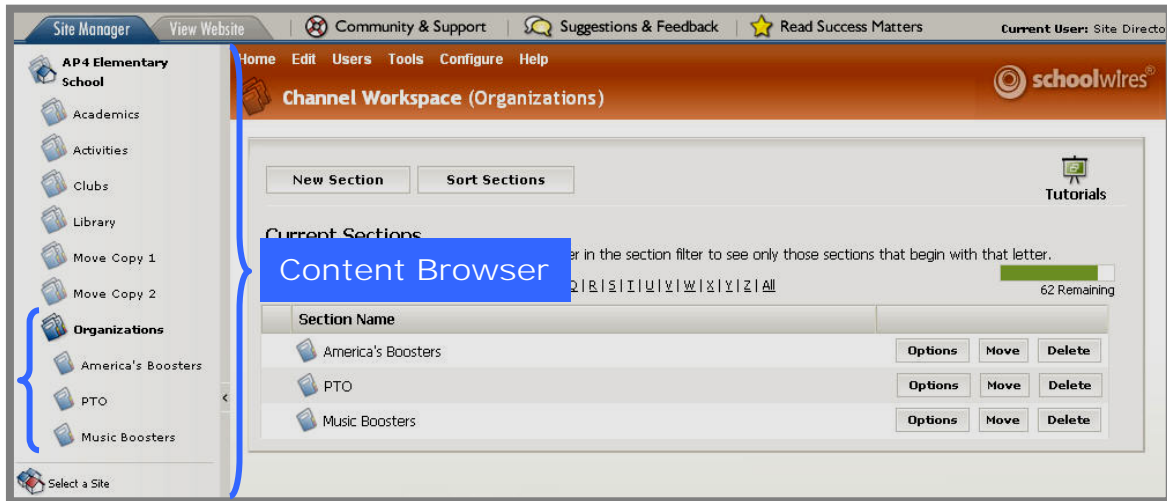 Site Manager View Website Community & Support Suggestions & Feedback Read Success Matters Current User: Site Directo
AP4 Elementary
School
Academics
Activities
Clubs
Library
Move Copy 1
Move Copy 2
Organizations
America's Boosters
PTO
Music Boosters
Select a Site
Home Edit Users Tools Configure Help
Channel Workspace (Organizations)
schoolwires®
New Section Sort Sections
Tutorials
Current Sections
in the section filter to see only those sections that begin with that letter.
Content Browser
R | S | T | U | V | W | X | Y | Z | All
62 Remaining
Section Name
America's Boosters Options Move Delete
PTO Options Move Delete
Music Boosters Options Move Delete